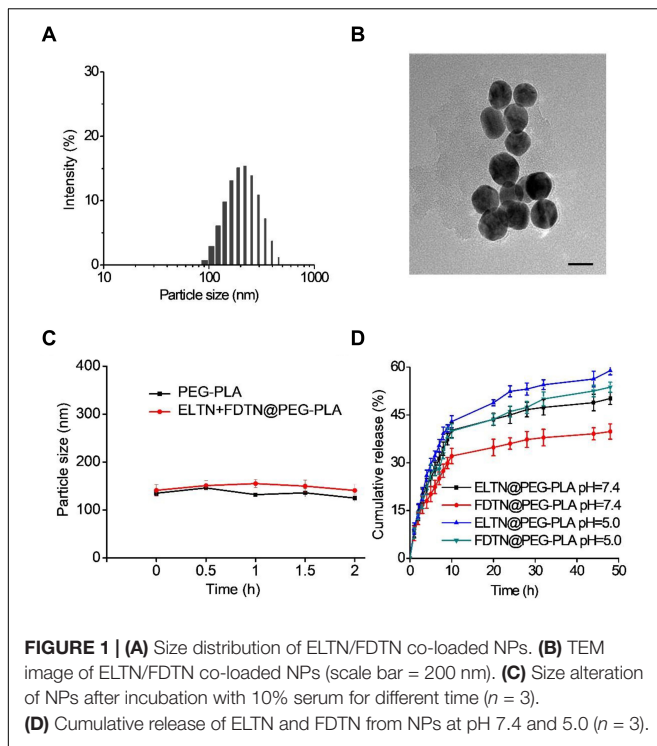 A
B
Intensity (%)
30
20
10
0
10
100
1000
Particle size (nm)
C
D
Particle size (nm)
400
300
200
100
0
PEG-PLA
ELTN+FDTN@PEG-PLA
0
0.5
1
1.5
2
Time (h)
Cumulative release (%)
60
45
30
15
0
ELTN@PEG-PLA pH=7.4
FDTN@PEG-PLA pH=7.4
ELTN@PEG-PLA pH=5.0
FDTN@PEG-PLA pH=5.0
0
10
20
30
40
50
Time (h)
FIGURE 1 | (A) Size distribution of ELTN/FDTN co-loaded NPs. (B) TEM
image of ELTN/FDTN co-loaded NPs (scale bar = 200 nm). (C) Size alteration
of NPs after incubation with 10% serum for different time (n = 3).
(D) Cumulative release of ELTN and FDTN from NPs at pH 7.4 and 5.0 (n = 3).